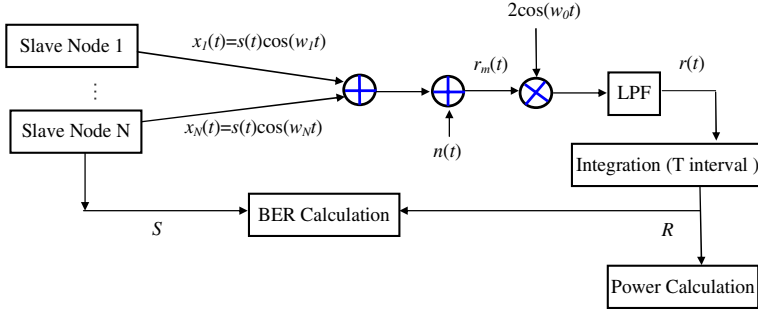 2cos(w0t)
Slave Node 1
x1(t)=s(t)cos(w1t)
rm(t)
r(t)
LPF
⋮
Slave Node N
xN(t)=s(t)cos(wNt)
n(t)
Integration (T interval )
BER Calculation
S
R
Power Calculation